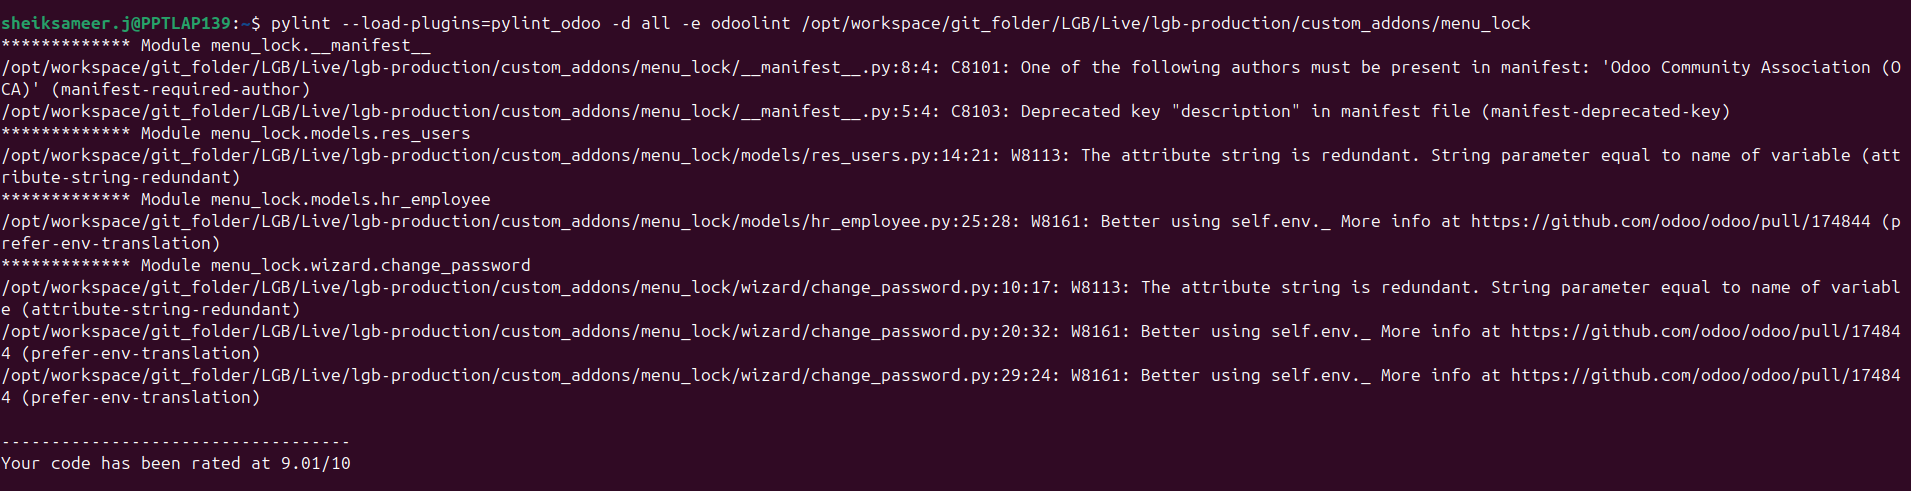 sheiksameer.j@PPTLAP139:~$ pylint --load-plugins=pylint_odoo -d all -e odoolint /opt/workspace/git_folder/LGB/Live/lgb-production/custom_addons/menu_lock
************* Module menu_lock.__manifest__
/opt/workspace/git_folder/LGB/Live/lgb-production/custom_addons/menu_lock/__manifest__.py:8:4: C8101: One of the following authors must be present in manifest: 'Odoo Community Association (O
CA)' (manifest-required-author)
/opt/workspace/git_folder/LGB/Live/lgb-production/custom_addons/menu_lock/__manifest__.py:5:4: C8103: Deprecated key "description" in manifest file (manifest-deprecated-key)
************* Module menu_lock.models.res_users
/opt/workspace/git_folder/LGB/Live/lgb-production/custom_addons/menu_lock/models/res_users.py:14:21: W8113: The attribute string is redundant. String parameter equal to name of variable (att
ribute-string-redundant)
************* Module menu_lock.models.hr_employee
/opt/workspace/git_folder/LGB/Live/lgb-production/custom_addons/menu_lock/models/hr_employee.py:25:28: W8161: Better using self.env._ More info at https://github.com/odoo/odoo/pull/174844 (p
refer-env-translation)
************* Module menu_lock.wizard.change_password
/opt/workspace/git_folder/LGB/Live/lgb-production/custom_addons/menu_lock/wizard/change_password.py:10:17: W8113: The attribute string is redundant. String parameter equal to name of variabl
e (attribute-string-redundant)
/opt/workspace/git_folder/LGB/Live/lgb-production/custom_addons/menu_lock/wizard/change_password.py:20:32: W8161: Better using self.env._ More info at https://github.com/odoo/odoo/pull/17484
4 (prefer-env-translation)
/opt/workspace/git_folder/LGB/Live/lgb-production/custom_addons/menu_lock/wizard/change_password.py:29:24: W8161: Better using self.env._ More info at https://github.com/odoo/odoo/pull/17484
4 (prefer-env-translation)
-----------------------------------
Your code has been rated at 9.01/10